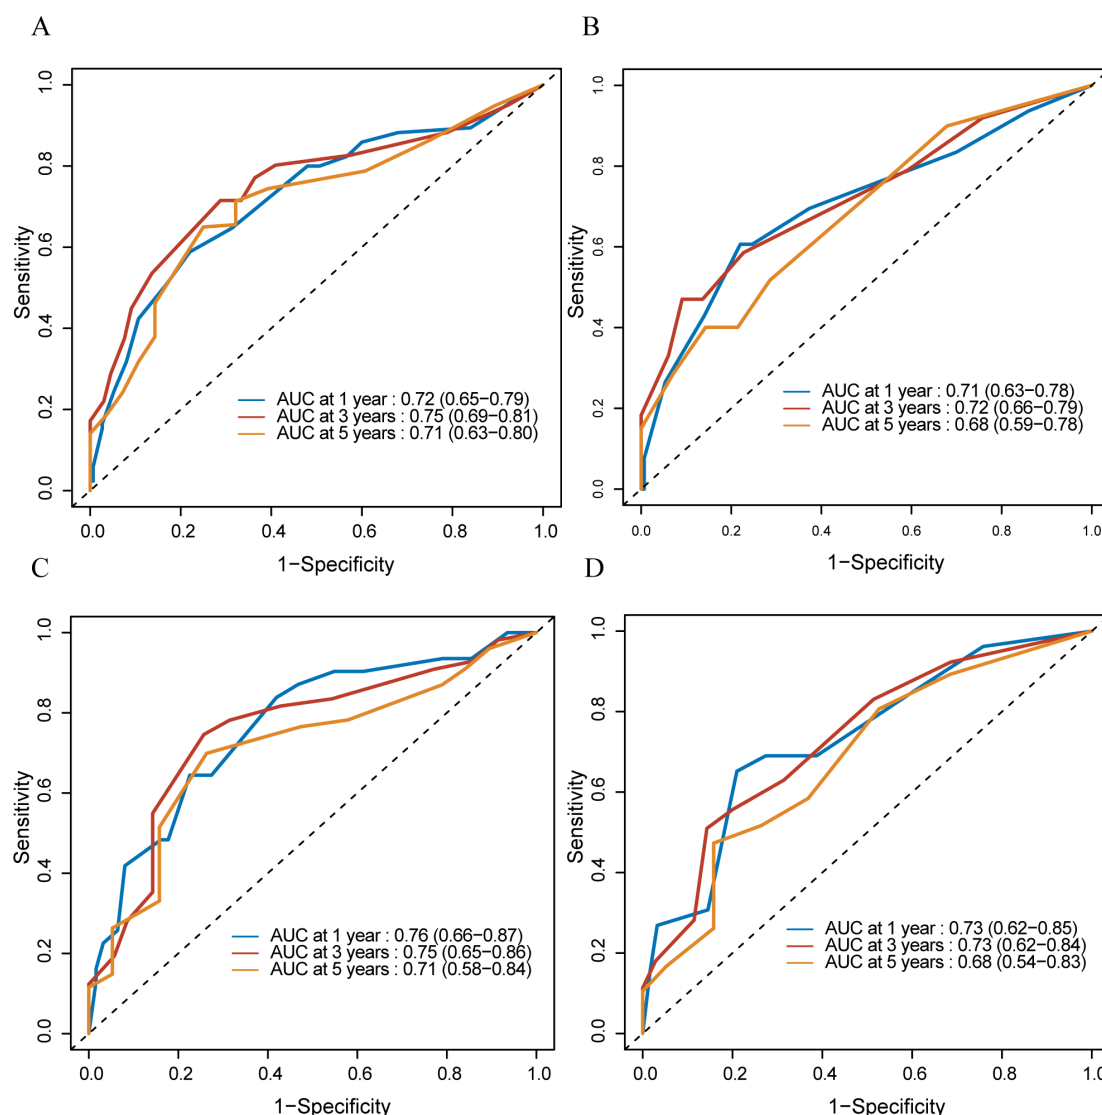 A
1.0
0.8
0.6
0.4
0.2
0.0
Sensitivity
AUC at 1 year : 0.72 (0.65−0.79)
AUC at 3 years : 0.75 (0.69−0.81)
AUC at 5 years : 0.71 (0.63−0.80)
0.0 0.2 0.4 0.6 0.8 1.0
1−Specificity
B
1.0
0.8
0.6
0.4
0.2
0.0
Sensitivity
AUC at 1 year : 0.71 (0.63−0.78)
AUC at 3 years : 0.72 (0.66−0.79)
AUC at 5 years : 0.68 (0.59−0.78)
0.0 0.2 0.4 0.6 0.8 1.0
1−Specificity
C
1.0
0.8
0.6
0.4
0.2
0.0
Sensitivity
AUC at 1 year : 0.76 (0.66−0.87)
AUC at 3 years : 0.75 (0.65−0.86)
AUC at 5 years : 0.71 (0.58−0.84)
0.0 0.2 0.4 0.6 0.8 1.0
1−Specificity
D
1.0
0.8
0.6
0.4
0.2
0.0
Sensitivity
AUC at 1 year : 0.73 (0.62−0.85)
AUC at 3 years : 0.73 (0.62−0.84)
AUC at 5 years : 0.68 (0.54−0.83)
0.0 0.2 0.4 0.6 0.8 1.0
1−Specificity